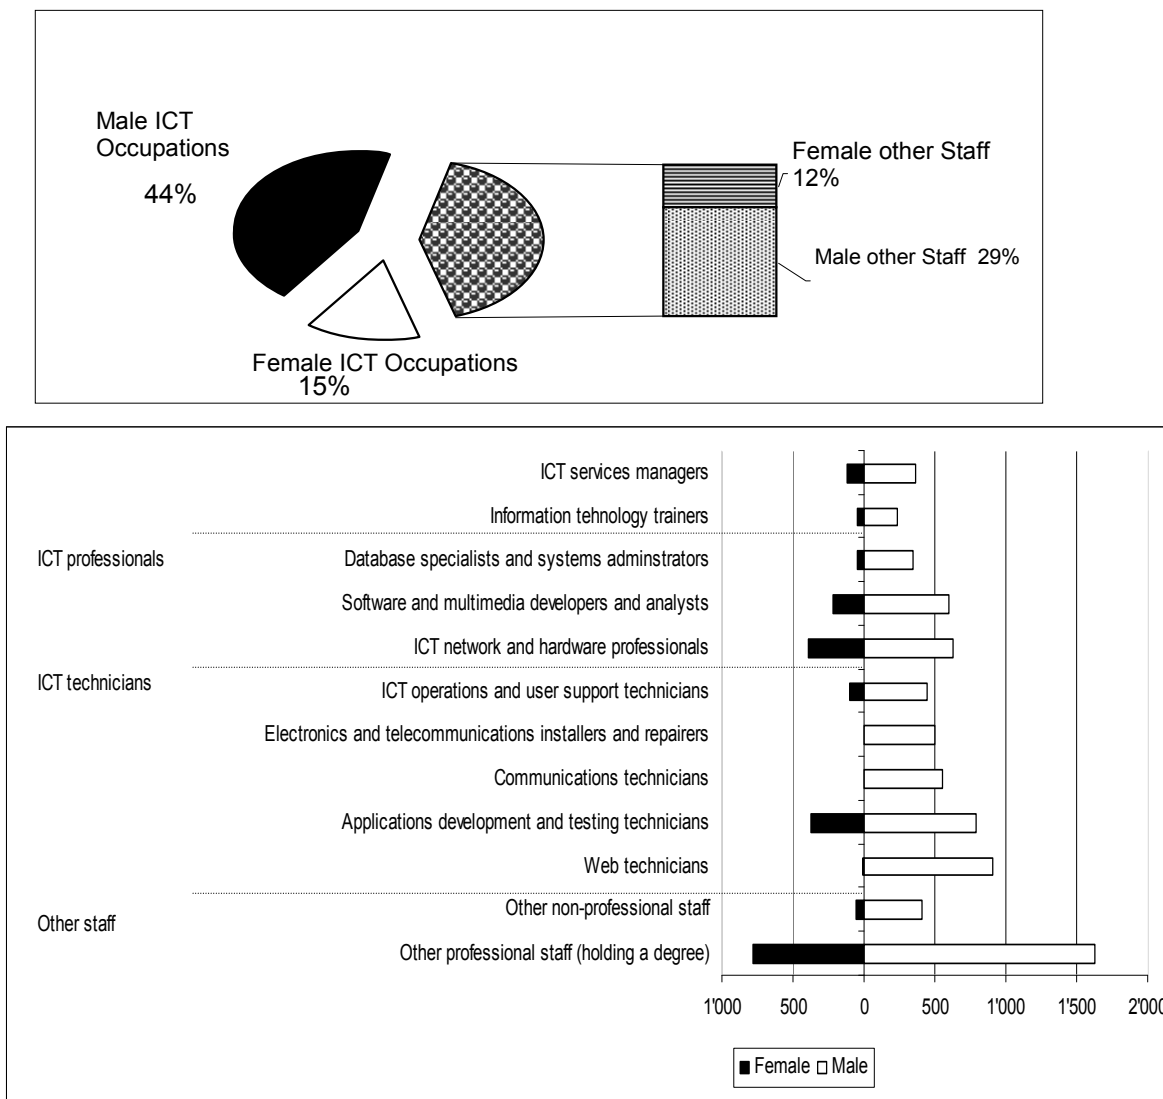 Male ICT
Occupations
44%
Female other Staff
12%
Male other Staff 29%
Female ICT Occupations
15%
ICT services managers
Information tehnology trainers
ICT professionals
Database specialists and systems adminstrators
Software and multimedia developers and analysts
ICT network and hardware professionals
ICT technicians
ICT operations and user support technicians
Electronics and telecommunications installers and repairers
Communications technicians
Applications development and testing technicians
Web technicians
Other non-professional staff
Other staff
Other professional staff (holding a degree)
1'000 500 0 500 1'000 1'500 2'000
Female Male